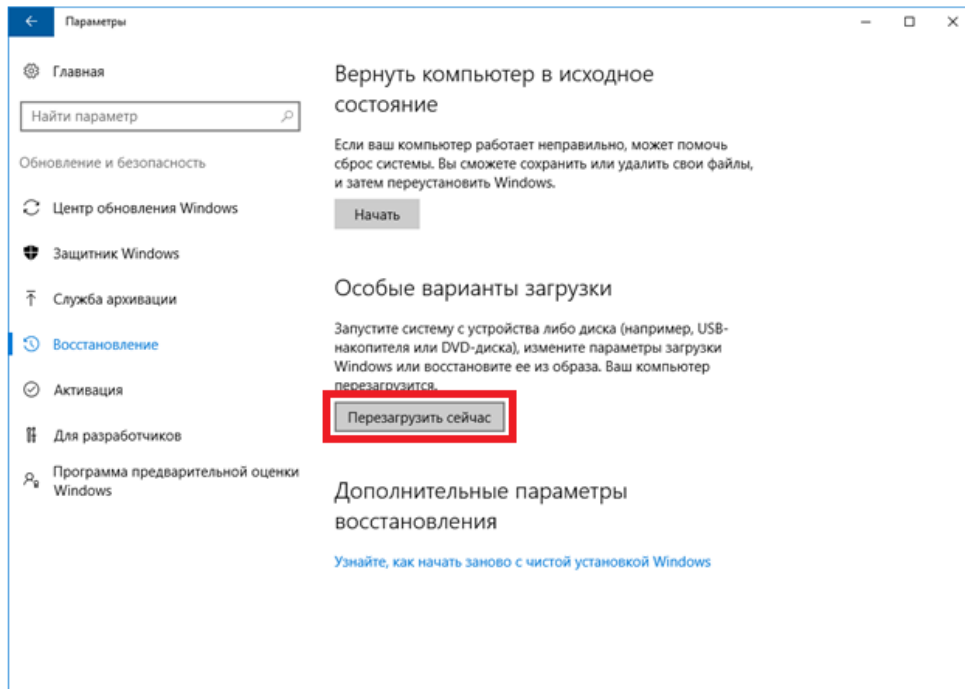 Параметры
Главная
Найти параметр
Обновление и безопасность
Центр обновления Windows
Защитник Windows
Служба архивации
Восстановление
Активация
Для разработчиков
Программа предварительной оценки
Windows
Вернуть компьютер в исходное
состояние
Если ваш компьютер работает неправильно, может помочь
сброс системы. Вы сможете сохранить или удалить свои файлы,
и затем переустановить Windows.
Начать
Особые варианты загрузки
Запустите систему с устройства либо диска (например, USB-
накопителя или DVD-диска), измените параметры загрузки
Windows или восстановите ее из образа. Ваш компьютер
перезагрузится.
Перезагрузить сейчас
Дополнительные параметры
восстановления
Узнайте, как начать заново с чистой установкой Windows